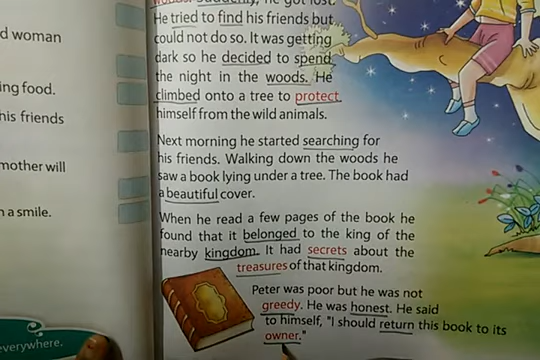 d woman
ing food.
his friends
mother will
n a smile.
everywhere.
woods. Suddenly, he got lost.
He tried to find his friends but
could not do so. It was getting
dark so he decided to spend
the night in the woods. He
climbed onto a tree to protect
himself from the wild animals.
Next morning he started searching for
his friends. Walking down the woods he
saw a book lying under a tree. The book had
a beautiful cover.
When he read a few pages of the book he
found that it belonged to the king of the
nearby kingdom. It had secrets about the
treasures of that kingdom.
Peter was poor but he was not
greedy. He was honest. He said
to himself, "I should return this book to its
owner."